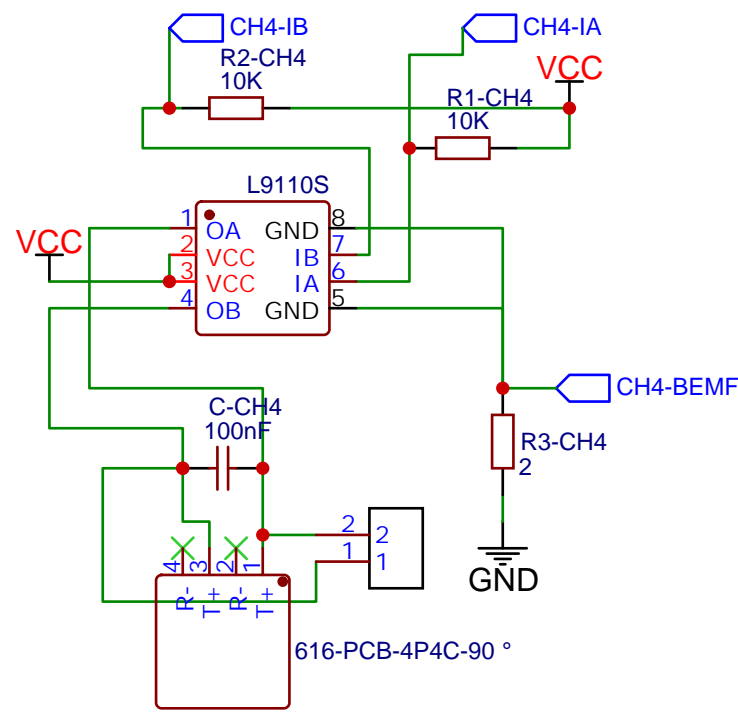 CH4-IB
CH4-IA
R2-CH4
10K
VCC
R1-CH4
10K
L9110S
VCC
1 OA GND 8
2 VCC IB 7
3 VCC IA 6
4 OB GND 5
CH4-BEMF
C-CH4
100nF
R3-CH4
2
2 2
1 1
GND
4 3 2 1
R- T+ R- T+
616-PCB-4P4C-90 °